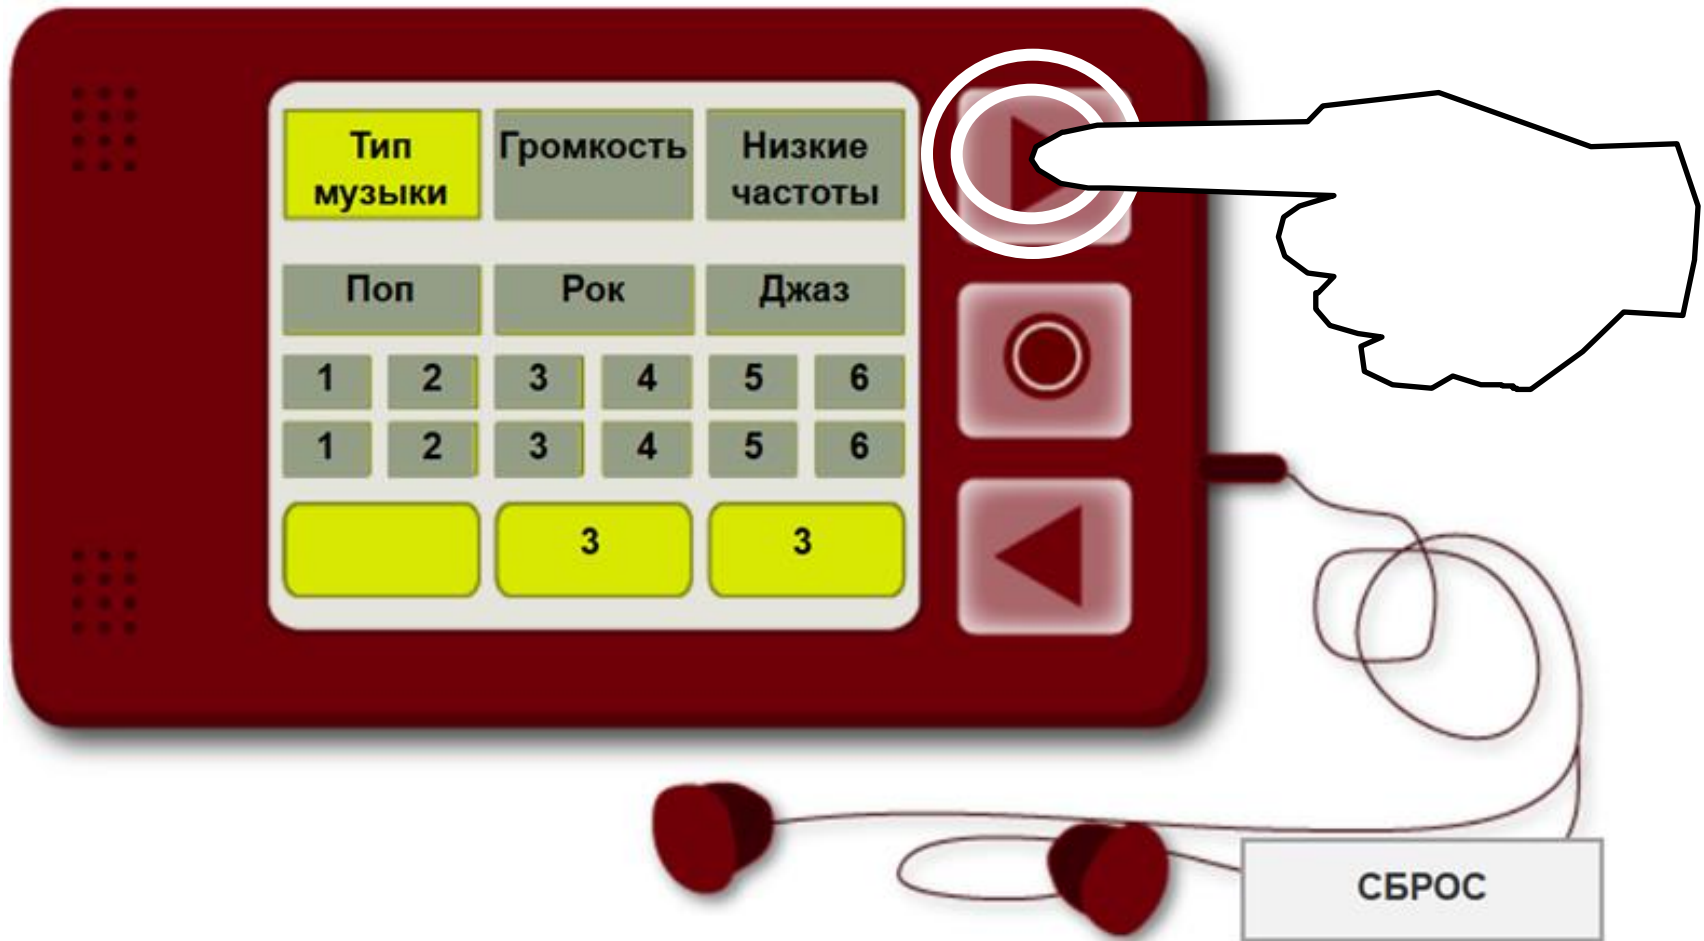 Тип
музыки
Громкость
Низкие
частоты
Поп Рок Джаз
1 2 3 4 5 6
1 2 3 4 5 6
3 3
СБРОС